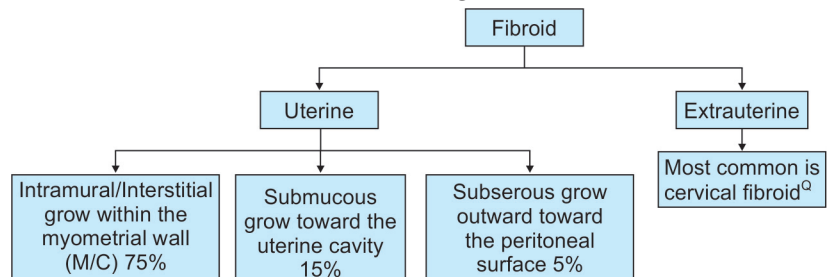 Fibroid
Uterine
Extrauterine
Intramural/Interstitial
grow within the
myometrial wall
(M/C) 75%
Submucous
grow toward the
uterine cavity
15%
Subserous grow
outward toward
the peritoneal
surface 5%
Most common is
cervical fibroidQ